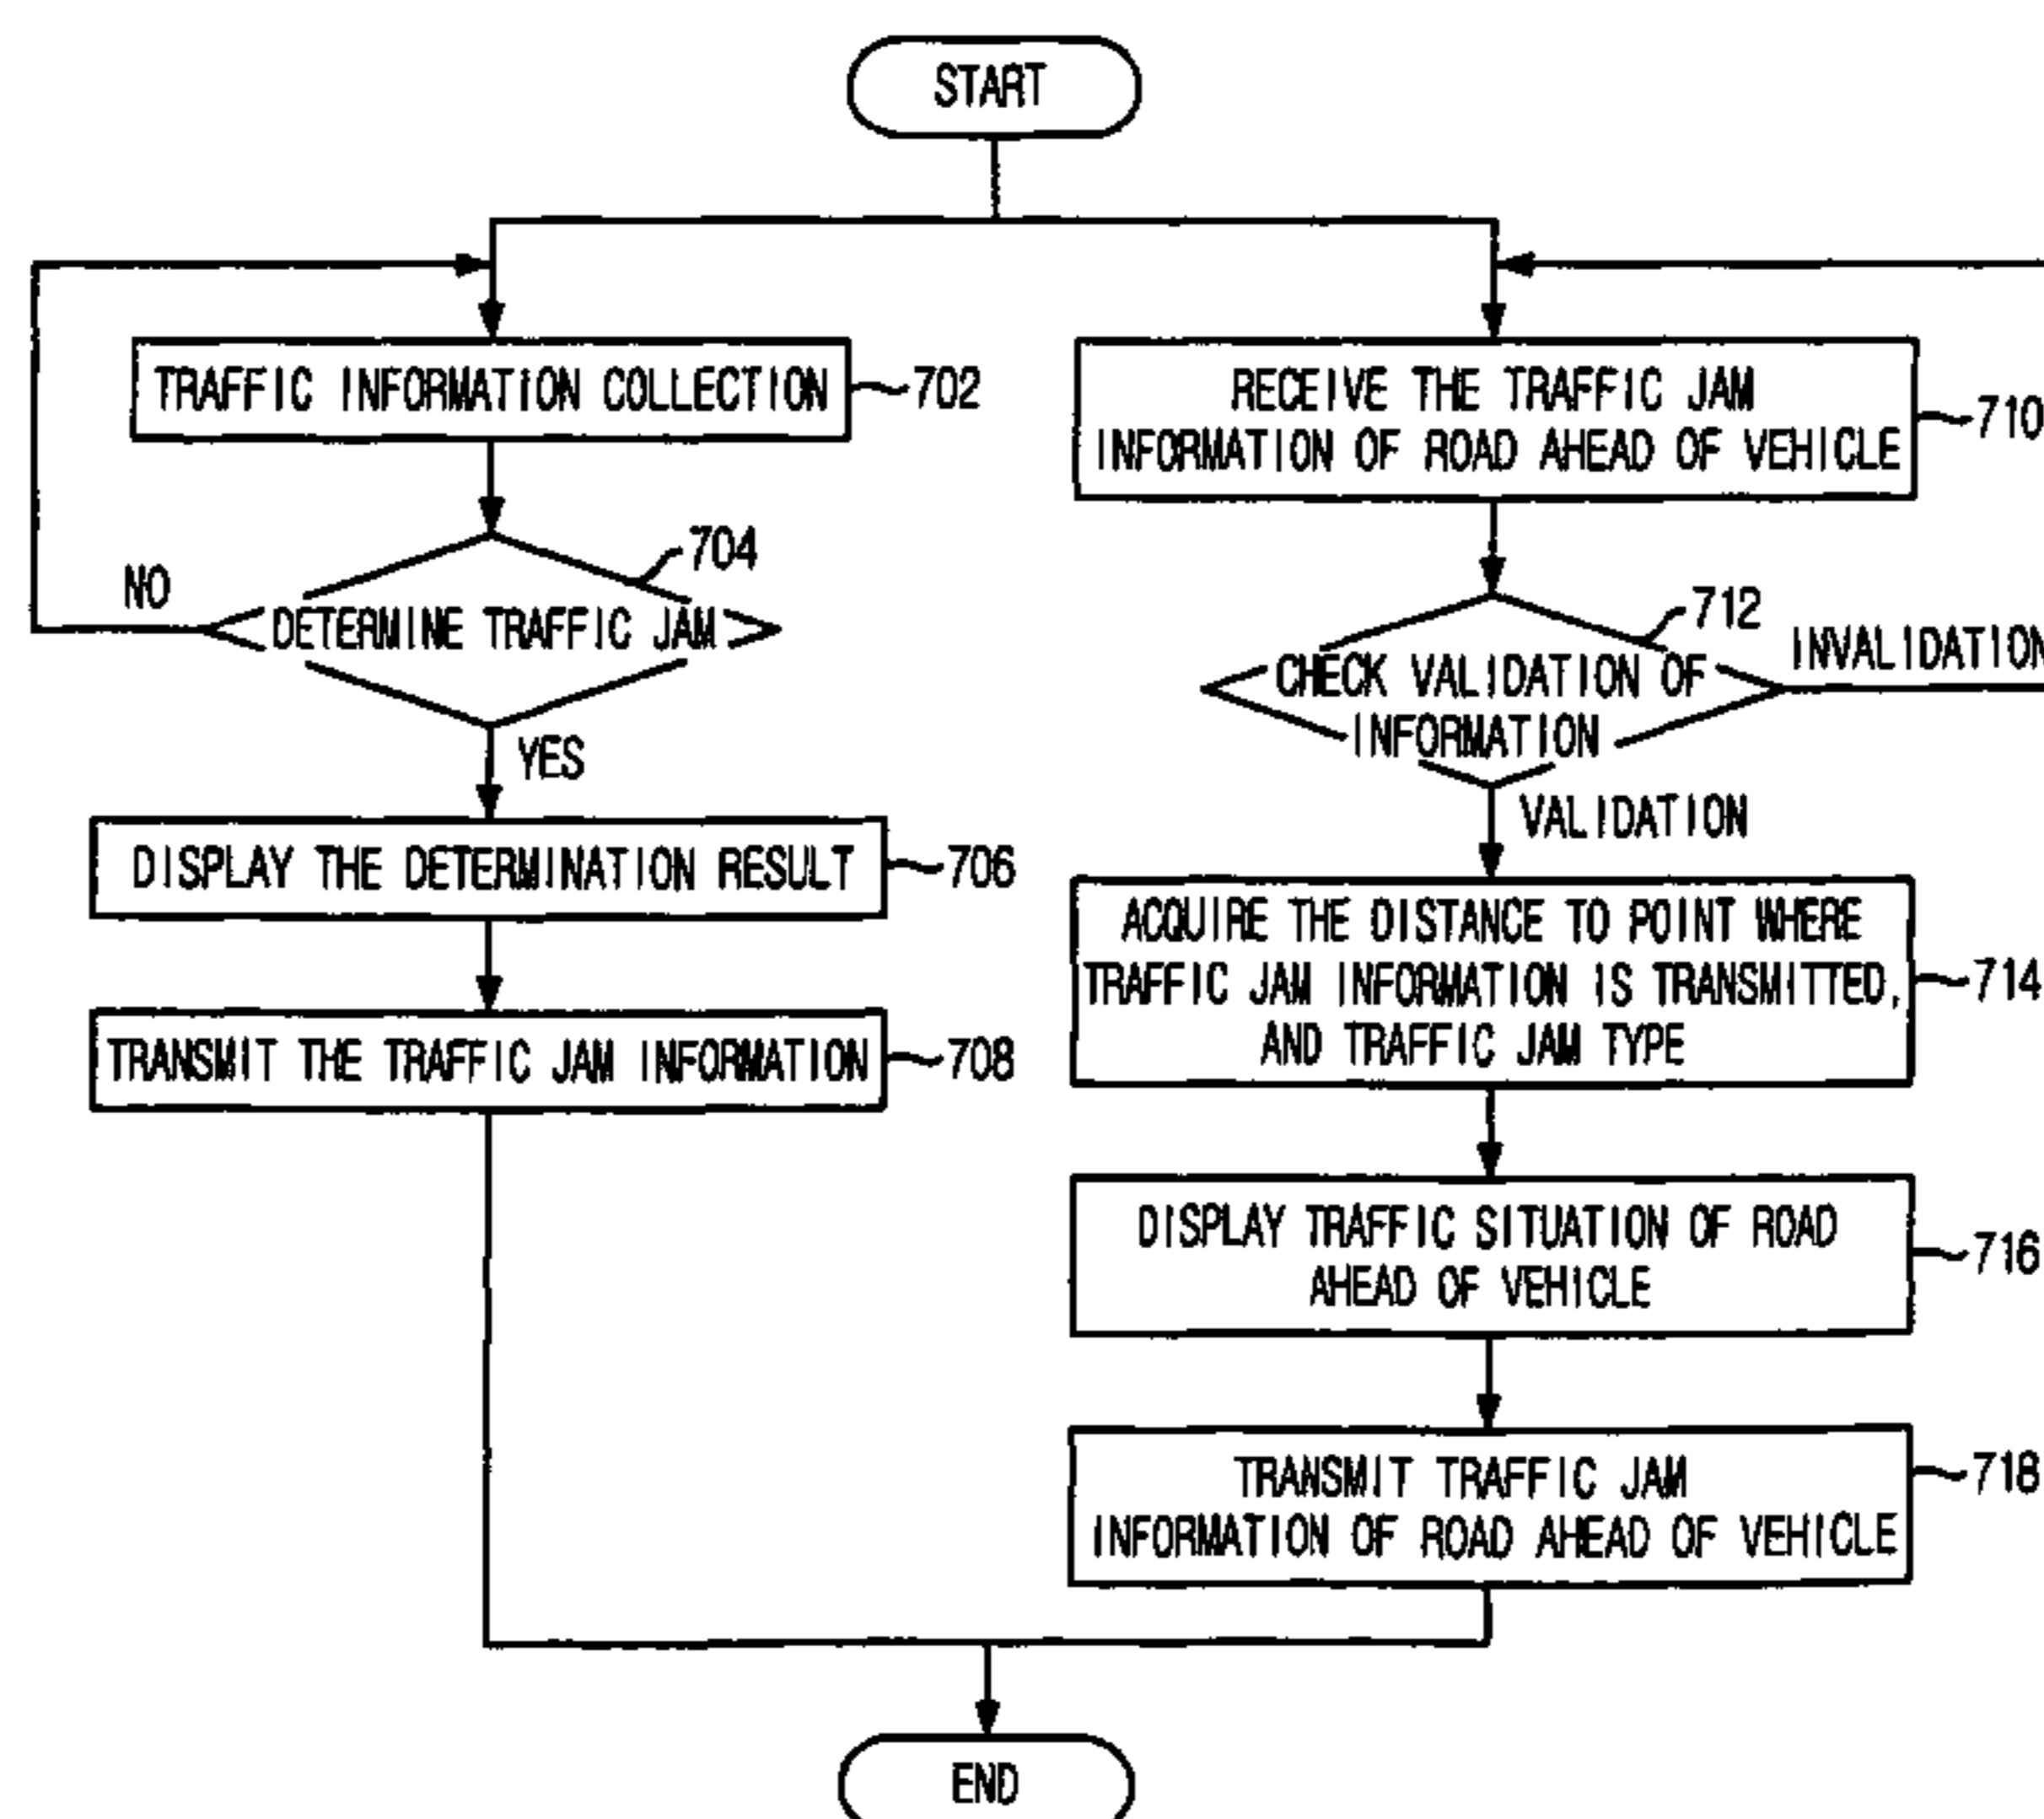 START
TRAFFIC INFORMATION COLLECTION
702
704
NO
DETERMINE TRAFFIC JAM
YES
DISPLAY THE DETERMINATION RESULT
706
TRANSMIT THE TRAFFIC JAM INFORMATION
708
RECEIVE THE TRAFFIC JAM
INFORMATION OF ROAD AHEAD OF VEHICLE
710
712
CHECK VALIDATION OF
INFORMATION
INVALIDATION
VALIDATION
ACQUIRE THE DISTANCE TO POINT WHERE
TRAFFIC JAM INFORMATION IS TRANSMITTED,
AND TRAFFIC JAM TYPE
714
DISPLAY TRAFFIC SITUATION OF ROAD
AHEAD OF VEHICLE
716
TRANSMIT TRAFFIC JAM
INFORMATION OF ROAD AHEAD OF VEHICLE
718
END